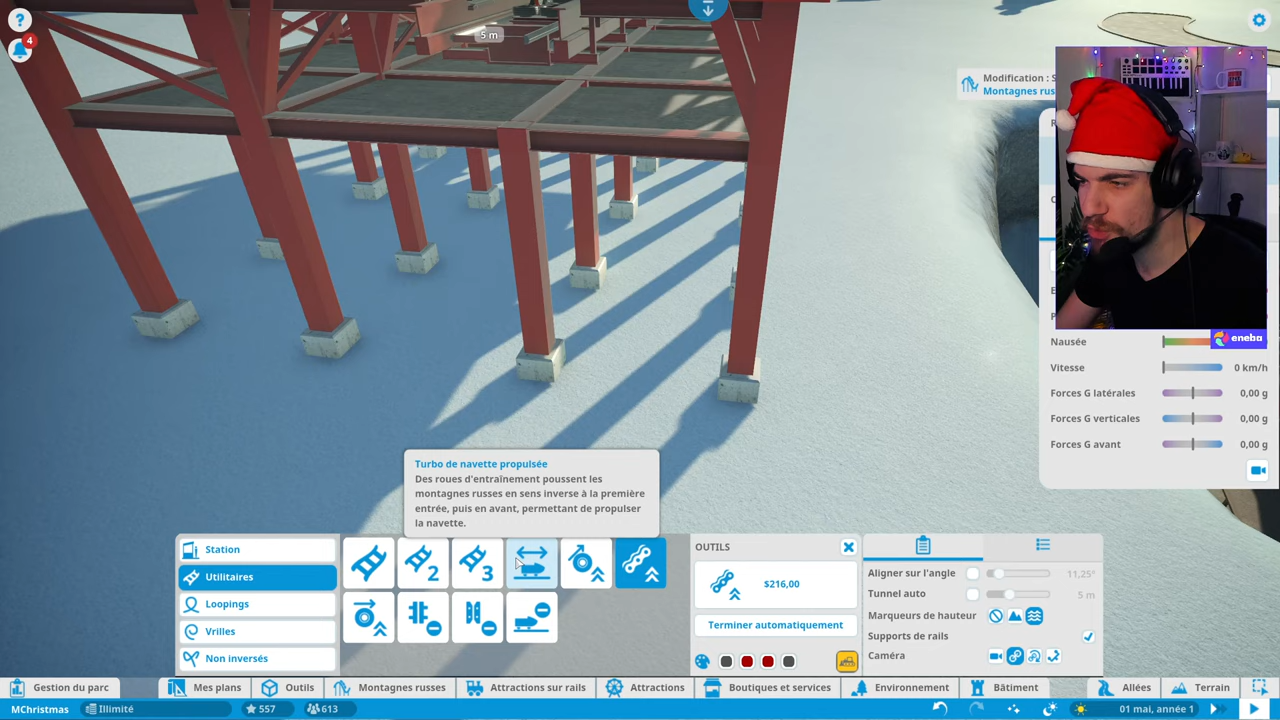 ?
4
5 m
Modification : S
Montagnes rus
eneba
Nausée
Vitesse 0 km/h
Forces G latérales 0,00 g
Forces G verticales 0,00 g
Forces G avant 0,00 g
Turbo de navette propulsée
Des roues d'entraînement poussent les
montagnes russes en sens inverse à la première
entrée, puis en avant, permettant de propulser
la navette.
Station
Utilitaires
Loopings
Vrilles
Non inversés
2
3
OUTILS
$216,00
Terminer automatiquement
Aligner sur l'angle 11,25°
Tunnel auto 5 m
Marqueurs de hauteur
Supports de rails
Caméra
Gestion du parc
Mes plans
Outils
Montagnes russes
Attractions sur rails
Attractions
Boutiques et services
Environnement
Bâtiment
Allées
Terrain
MChristmas
Illimité
557
613
01 mai, année 1